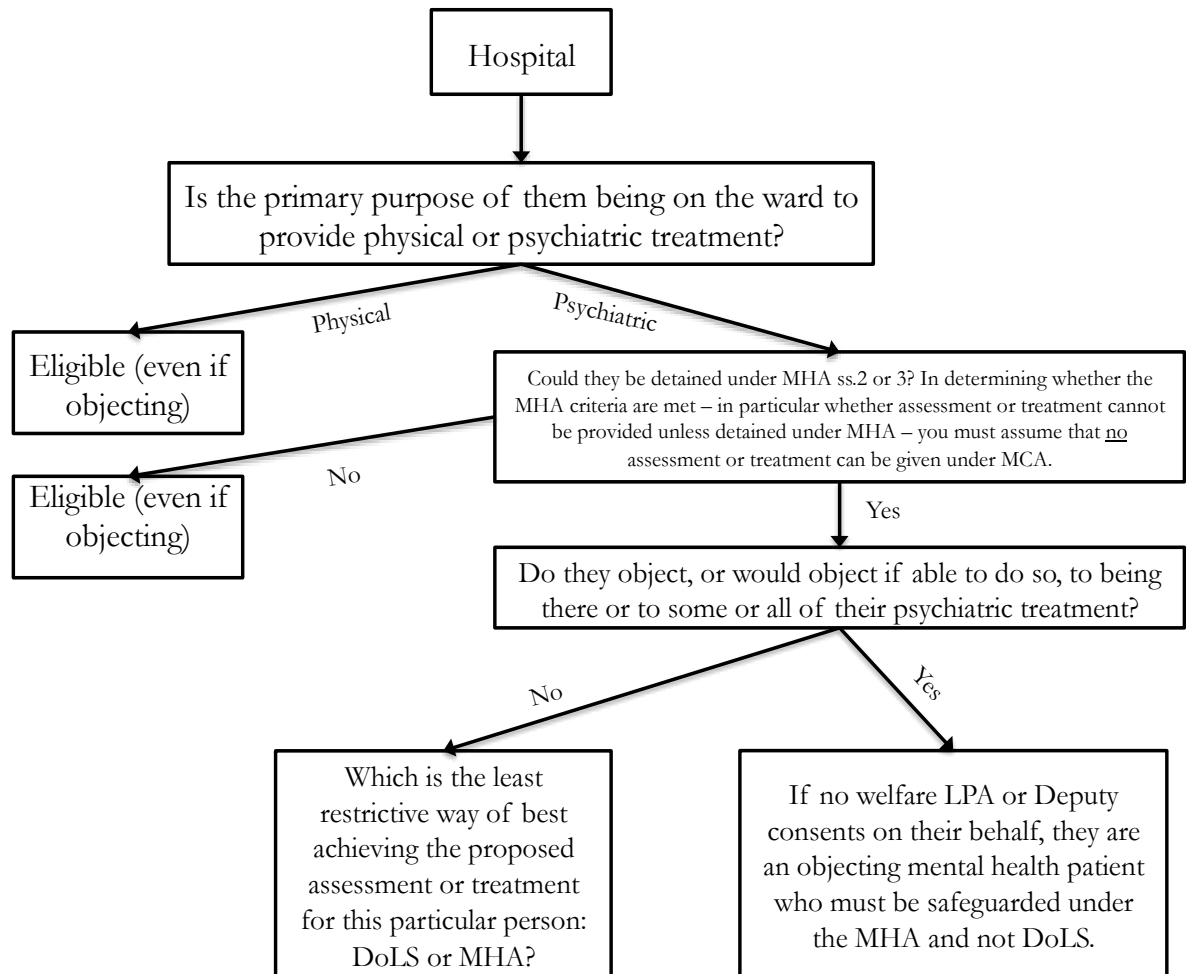 Hospital
Is the primary purpose of them being on the ward to
provide physical or psychiatric treatment?
Physical
Psychiatric
Eligible (even if
objecting)
Could they be detained under MHA ss.2 or 3? In determining whether the
MHA criteria are met – in particular whether assessment or treatment cannot
be provided unless detained under MHA – you must assume that no
assessment or treatment can be given under MCA.
No
Eligible (even if
objecting)
Yes
Do they object, or would object if able to do so, to being
there or to some or all of their psychiatric treatment?
No
Yes
Which is the least
restrictive way of best
achieving the proposed
assessment or treatment
for this particular person:
DoLS or MHA?
If no welfare LPA or Deputy
consents on their behalf, they are
an objecting mental health patient
who must be safeguarded under
the MHA and not DoLS.